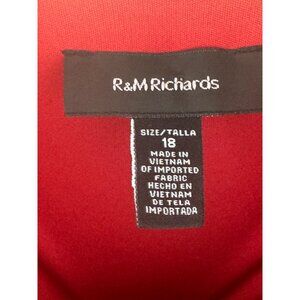 R&M Richards
SIZE/TALLA
18
MADE IN
VIETNAM
OF IMPORTED
FABRIC
HECHO EN
VIETNAM
DE TELA
IMPORTADA